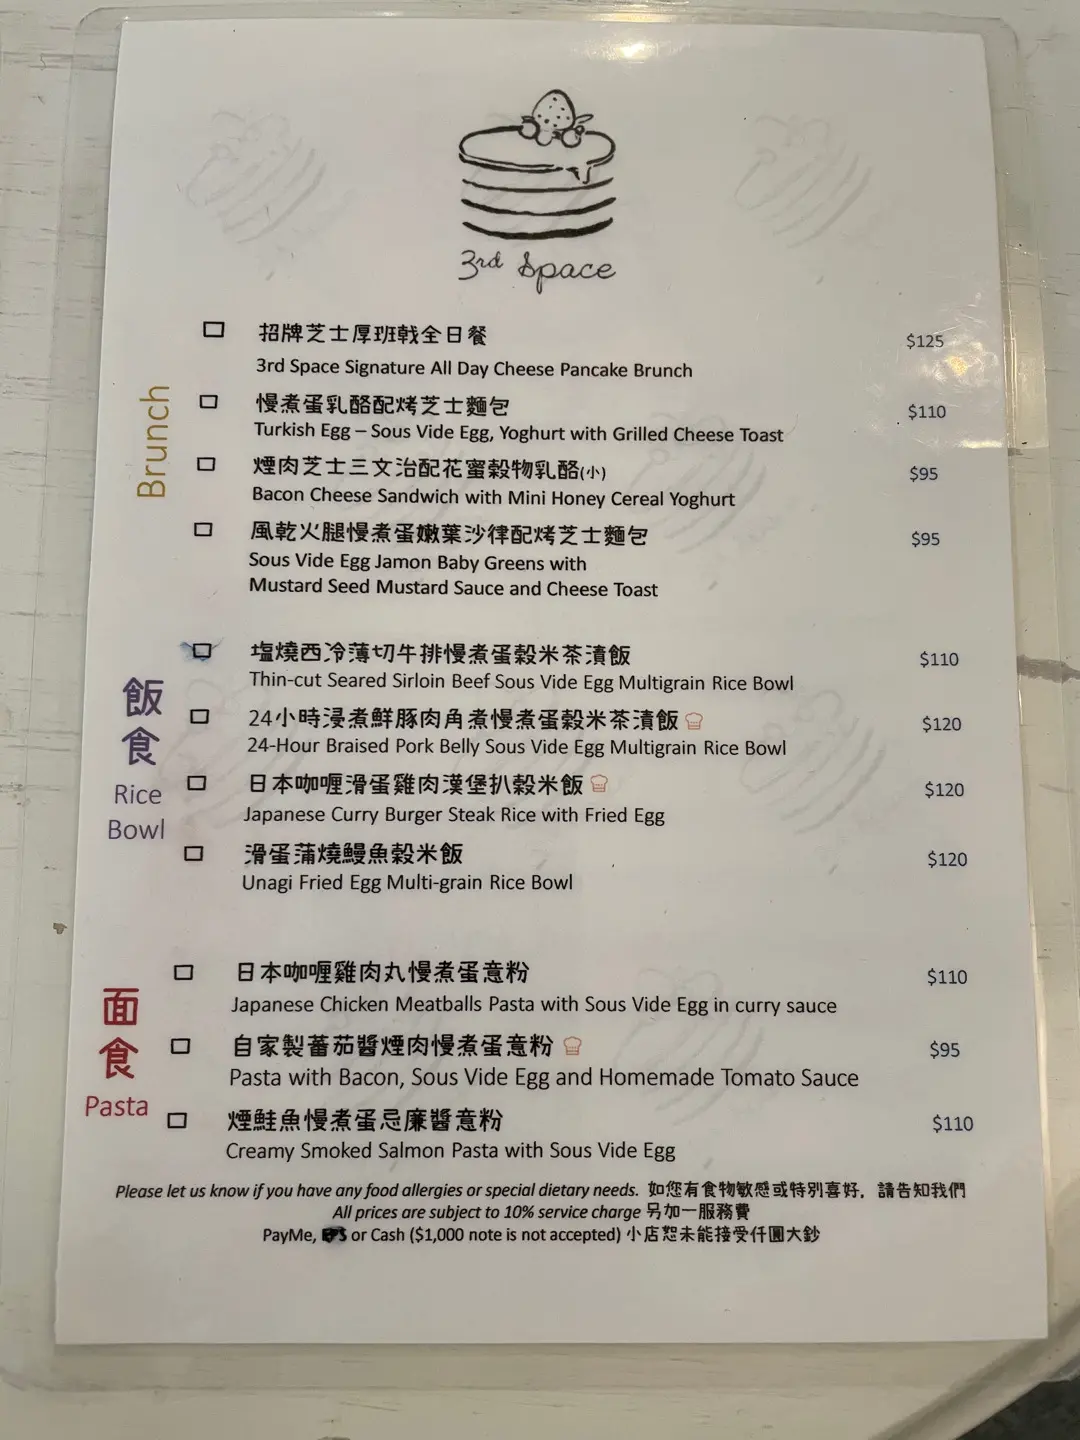 3rd Space
招牌芝士厚班戟全日餐 $125
3rd Space Signature All Day Cheese Pancake Brunch
Brunch
慢煮蛋乳酪配烤芝士麵包 $110
Turkish Egg – Sous Vide Egg, Yoghurt with Grilled Cheese Toast
煙肉芝士三文治配花蜜穀物乳酪(小) $95
Bacon Cheese Sandwich with Mini Honey Cereal Yoghurt
風乾火腿慢煮蛋嫩葉沙律配烤芝士麵包 $95
Sous Vide Egg Jamon Baby Greens with
Mustard Seed Mustard Sauce and Cheese Toast
飯食
Rice
Bowl
塩燒西冷薄切牛排慢煮蛋穀米茶漬飯 $110
Thin-cut Seared Sirloin Beef Sous Vide Egg Multigrain Rice Bowl
24小時浸煮鮮豚肉角煮慢煮蛋穀米茶漬飯 $120
24-Hour Braised Pork Belly Sous Vide Egg Multigrain Rice Bowl
日本咖喱滑蛋雞肉漢堡扒穀米飯 $120
Japanese Curry Burger Steak Rice with Fried Egg
滑蛋蒲燒鰻魚穀米飯 $120
Unagi Fried Egg Multi-grain Rice Bowl
面食
Pasta
日本咖喱雞肉丸慢煮蛋意粉 $110
Japanese Chicken Meatballs Pasta with Sous Vide Egg in curry sauce
自家製蕃茄醬煙肉慢煮蛋意粉 $95
Pasta with Bacon, Sous Vide Egg and Homemade Tomato Sauce
煙鮭魚慢煮蛋忌廉醬意粉 $110
Creamy Smoked Salmon Pasta with Sous Vide Egg
Please let us know if you have any food allergies or special dietary needs. 如您有食物敏感或特別喜好, 請告知我們
All prices are subject to 10% service charge 另加一服務費
PayMe, or Cash ($1,000 note is not accepted) 小店恕未能接受仟圓大鈔